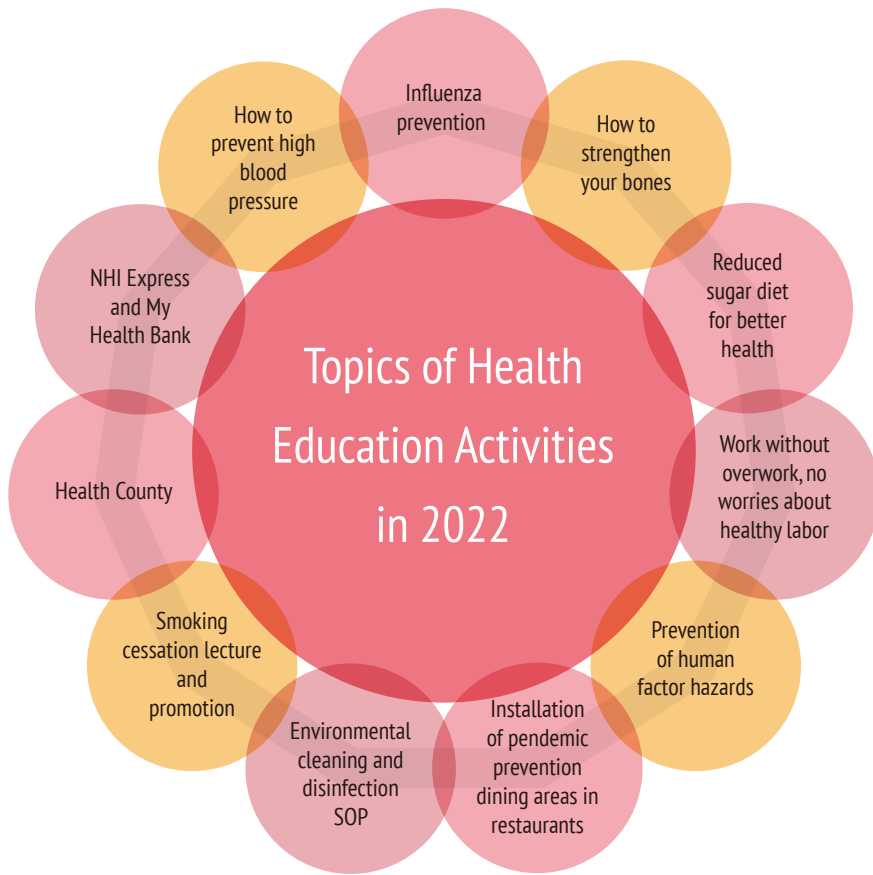 Topics of Health
Education Activities
in 2022
Influenza
prevention
How to
strengthen
your bones
Reduced
sugar diet
for better
health
Work without
overwork, no
worries about
healthy labor
Prevention
of human
factor hazards
Installation
of pendemic
prevention
dining areas in
restaurants
Environmental
cleaning and
disinfection
SOP
Smoking
cessation lecture
and
promotion
Health County
NHI Express
and My
Health Bank
How to
prevent high
blood
pressure